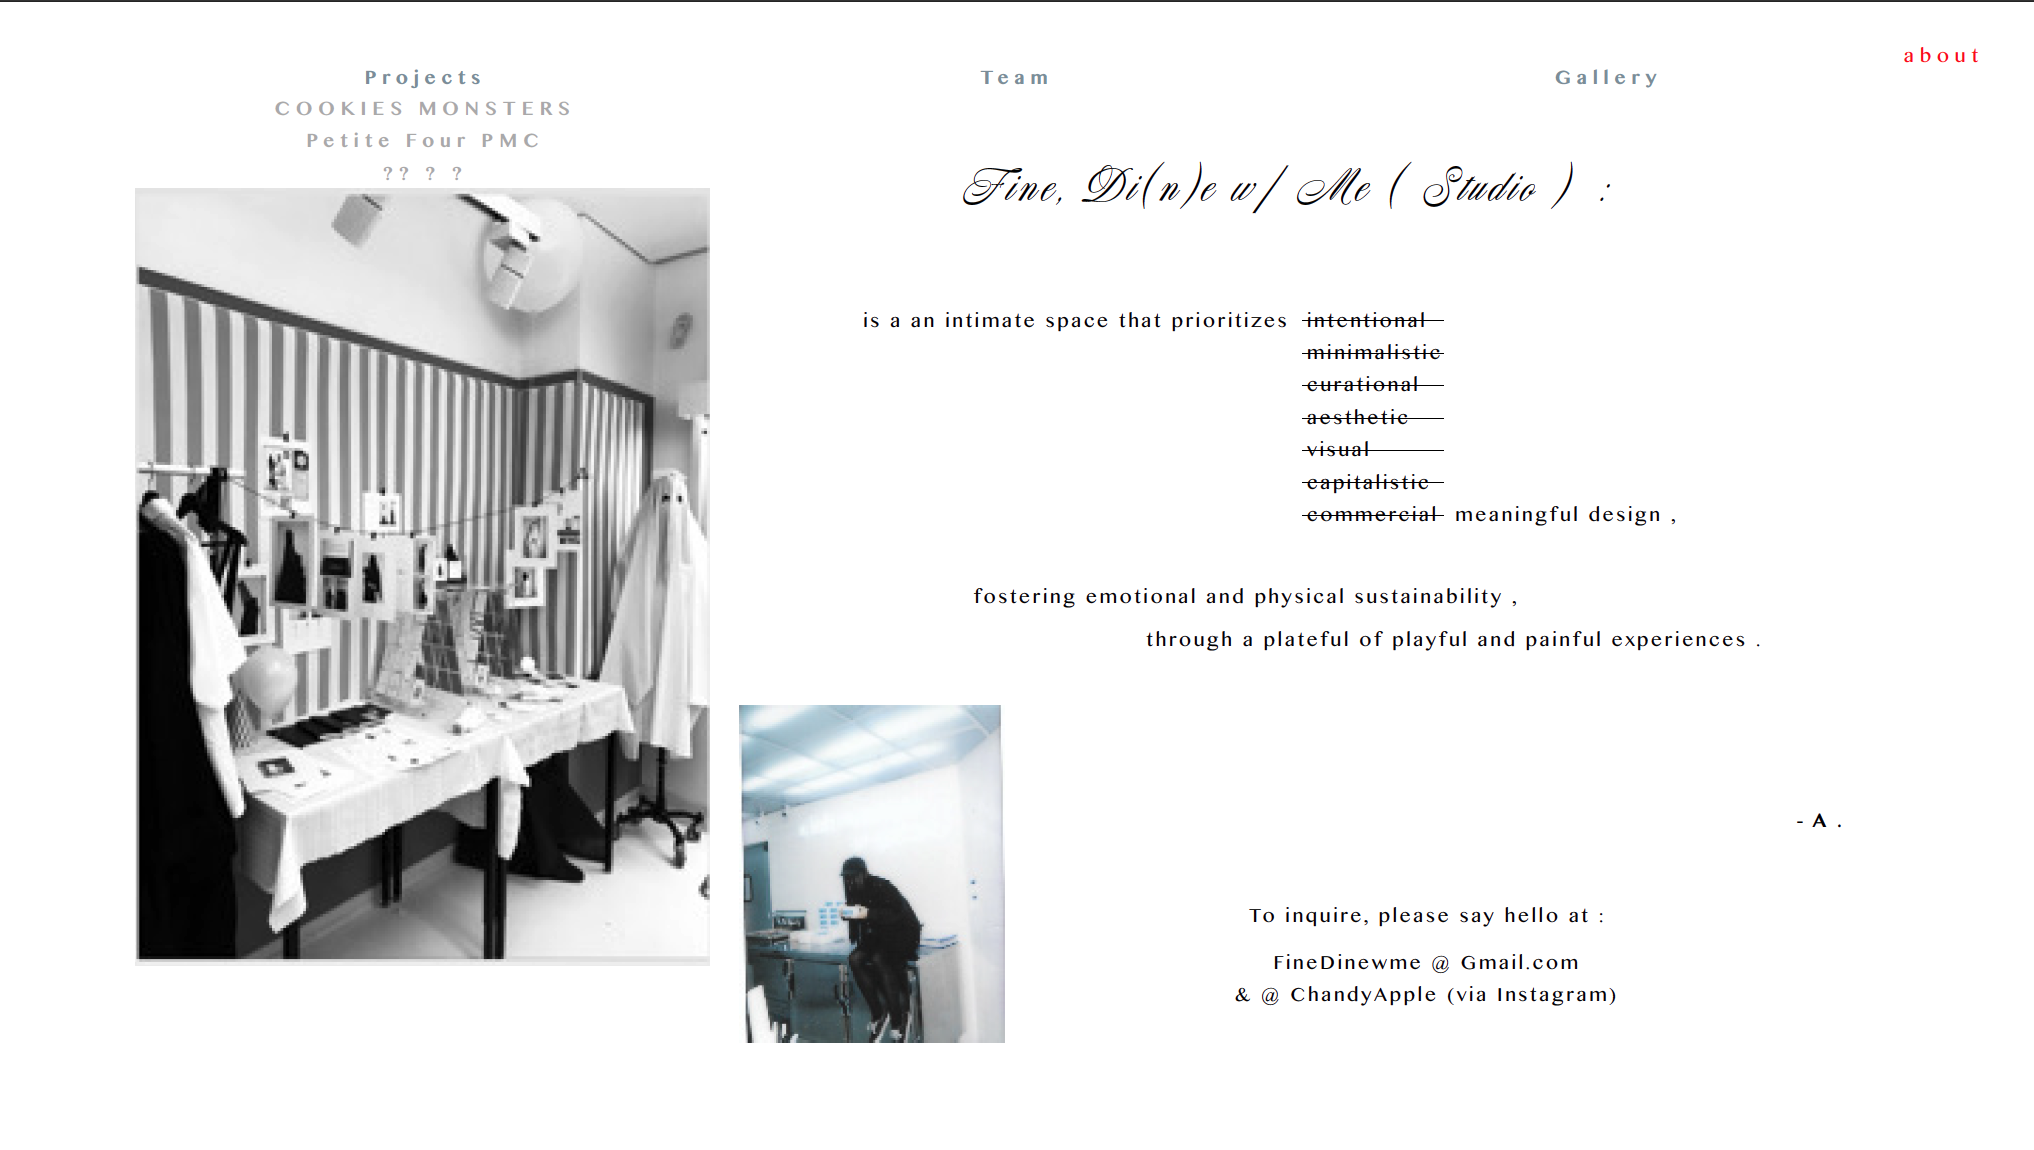 about
Projects
Team
Gallery
COOKIES MONSTERS
Petite Four PMC
?? ? ?
Fine, Di(n)e w/ Me ( Studio ) :
is a an intimate space that prioritizes intentional
minimalistic
curational
aesthetic
visual
capitalistic
commercial meaningful design ,
fostering emotional and physical sustainability ,
through a plateful of playful and painful experiences .
- A .
To inquire, please say hello at :
FineDinewme @ Gmail.com
& @ ChandyApple (via Instagram)